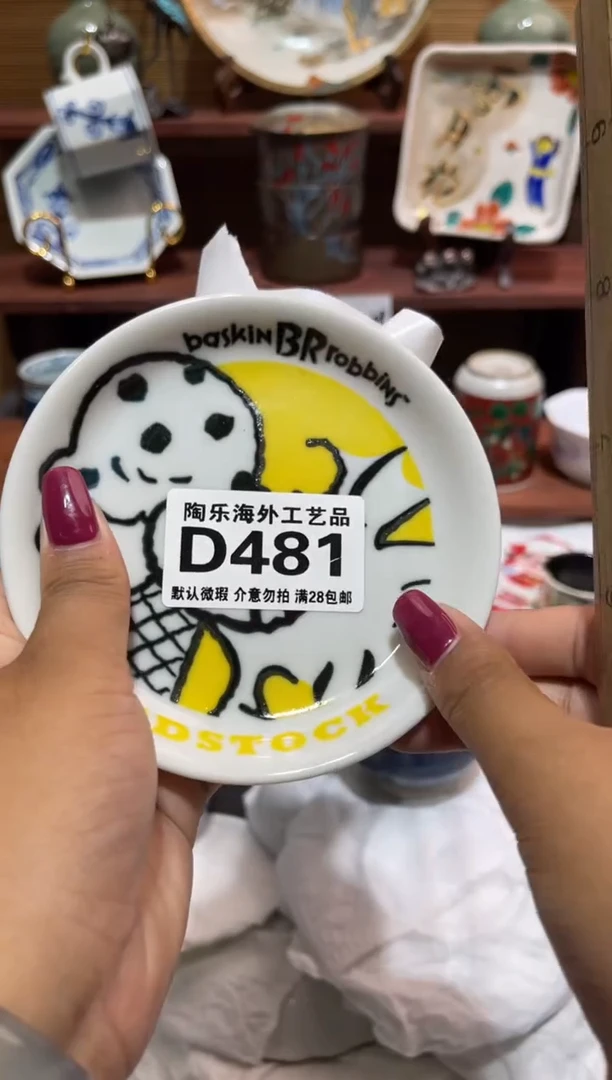 baskin BR robbins™
陶乐海外工艺品
D481
默认微瑕 介意勿拍 满28包邮
DSTOCK